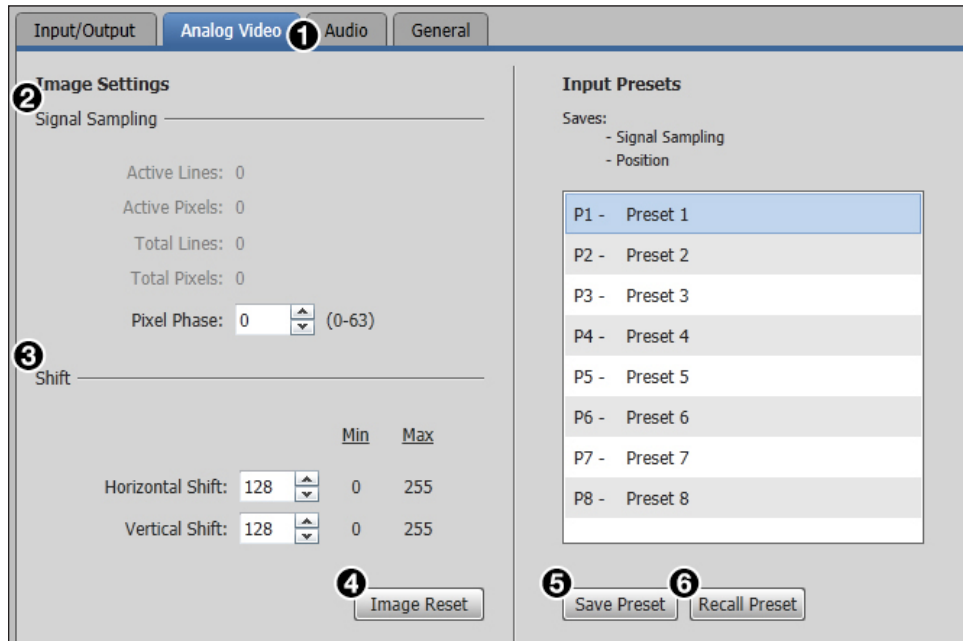 Input/Output Analog Video 1 Audio General
2 Image Settings
Signal Sampling
Active Lines: 0
Active Pixels: 0
Total Lines: 0
Total Pixels: 0
Pixel Phase: 0 (0-63)
3
Shift
Min Max
Horizontal Shift: 128 0 255
Vertical Shift: 128 0 255
4 Image Reset
Input Presets
Saves:
- Signal Sampling
- Position
P1 - Preset 1
P2 - Preset 2
P3 - Preset 3
P4 - Preset 4
P5 - Preset 5
P6 - Preset 6
P7 - Preset 7
P8 - Preset 8
5 Save Preset 6 Recall Preset